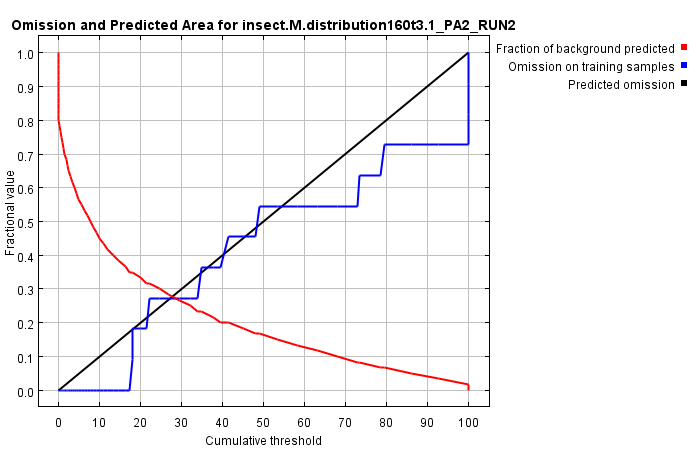 Omission and Predicted Area for insect.M.distribution160t3.1_PA2_RUN2
Fraction of background predicted
Omission on training samples
Predicted omission
1.0
0.9
0.8
0.7
0.6
0.5
0.4
0.3
0.2
0.1
0.0
Fractional value
0 10 20 30 40 50 60 70 80 90 100
Cumulative threshold